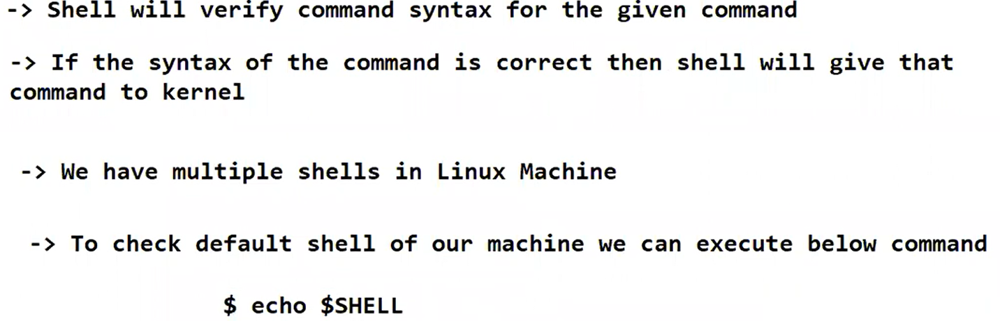 -> Shell will verify command syntax for the given command
-> If the syntax of the command is correct then shell will give that
command to kernel
-> We have multiple shells in Linux Machine
-> To check default shell of our machine we can execute below command
$ echo $SHELL